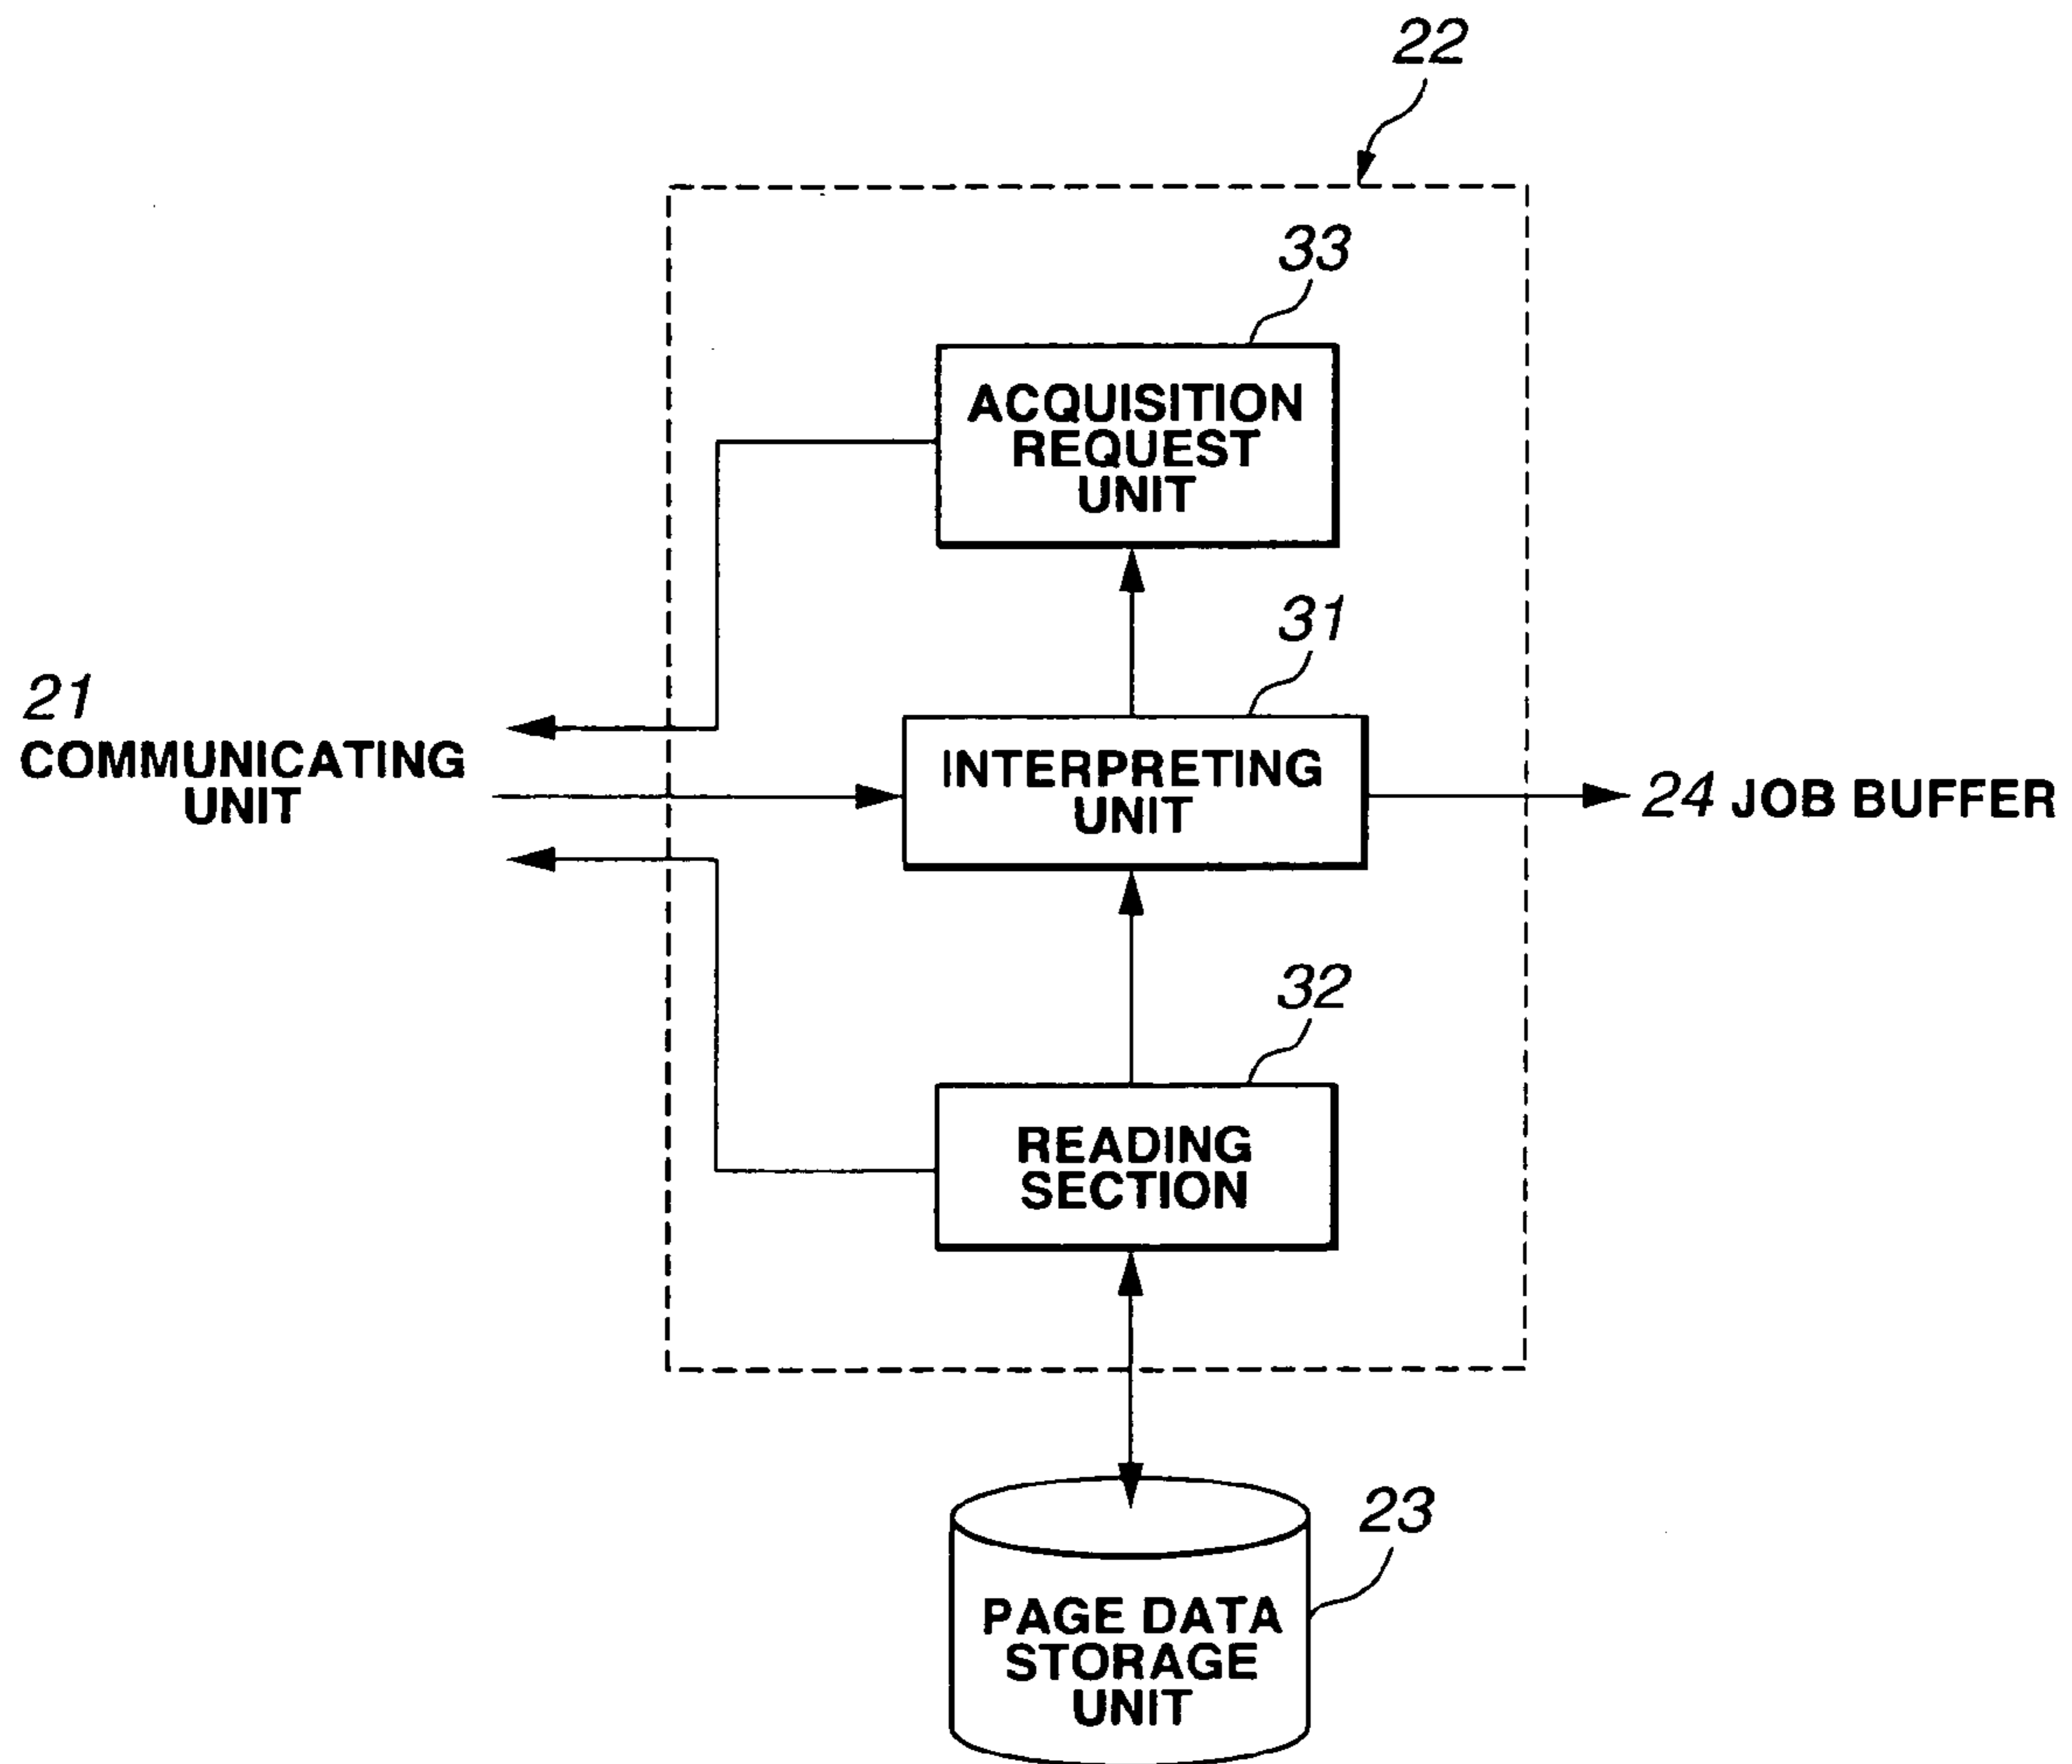 22
33
ACQUISITION
REQUEST
UNIT
31
21
COMMUNICATING
UNIT
INTERPRETING
UNIT
24 JOB BUFFER
32
READING
SECTION
23
PAGE DATA
STORAGE
UNIT